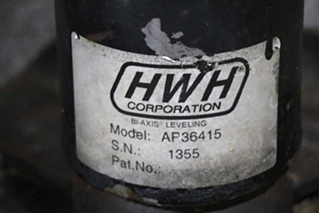 HWH
CORPORATION
BI-AXIS LEVELING
Model: AP36415
S.N.: 1355
Pat.No.: